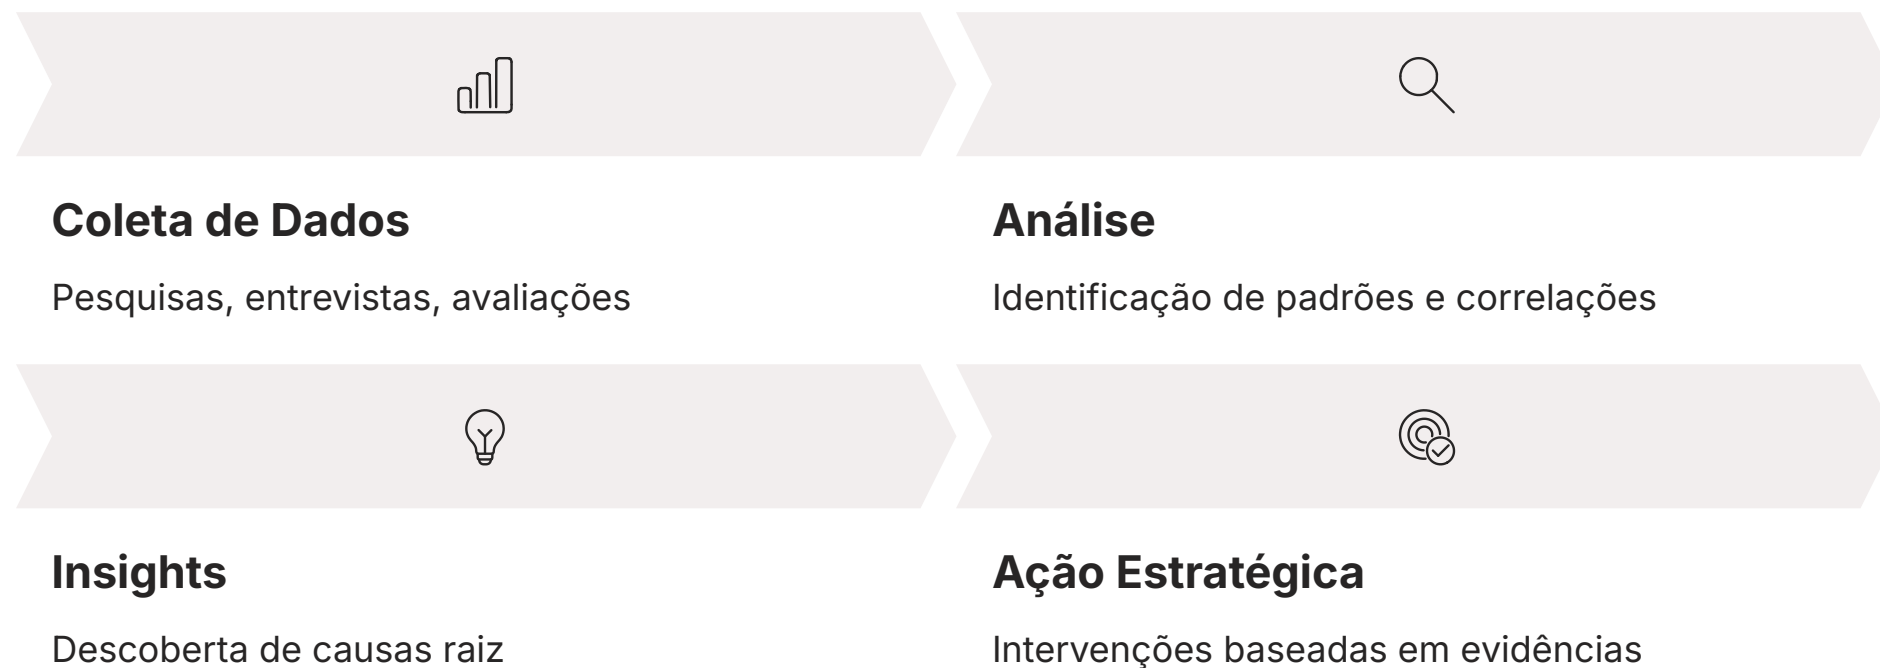 Coleta de Dados
Pesquisas, entrevistas, avaliações
Análise
Identificação de padrões e correlações
Insights
Descoberta de causas raiz
Ação Estratégica
Intervenções baseadas em evidências